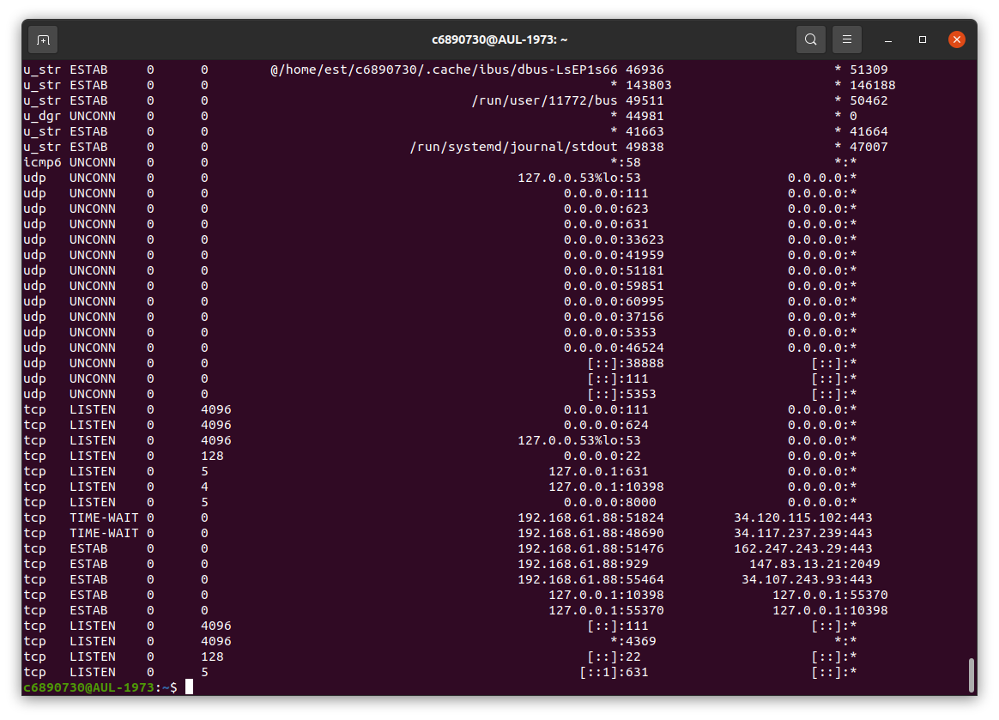 c6890730@AUL-1973: ~
u_str ESTAB 0 0 @/home/est/c6890730/.cache/ibus/dbus-LsEP1s66 46936 * 51309
u_str ESTAB 0 0 * 143803 * 146188
u_str ESTAB 0 0 /run/user/11772/bus 49511 * 50462
u_dgr UNCONN 0 0 * 44981 * 0
u_str ESTAB 0 0 * 41663 * 41664
u_str ESTAB 0 0 /run/systemd/journal/stdout 49838 * 47007
icmp6 UNCONN 0 0 *:58 *:*
udp UNCONN 0 0 127.0.0.53%lo:53 0.0.0.0:*
udp UNCONN 0 0 0.0.0.0:111 0.0.0.0:*
udp UNCONN 0 0 0.0.0.0:623 0.0.0.0:*
udp UNCONN 0 0 0.0.0.0:631 0.0.0.0:*
udp UNCONN 0 0 0.0.0.0:33623 0.0.0.0:*
udp UNCONN 0 0 0.0.0.0:41959 0.0.0.0:*
udp UNCONN 0 0 0.0.0.0:51181 0.0.0.0:*
udp UNCONN 0 0 0.0.0.0:59851 0.0.0.0:*
udp UNCONN 0 0 0.0.0.0:60995 0.0.0.0:*
udp UNCONN 0 0 0.0.0.0:37156 0.0.0.0:*
udp UNCONN 0 0 0.0.0.0:5353 0.0.0.0:*
udp UNCONN 0 0 0.0.0.0:46524 0.0.0.0:*
udp UNCONN 0 0 [::]:38888 [::]:*
udp UNCONN 0 0 [::]:111 [::]:*
udp UNCONN 0 0 [::]:5353 [::]:*
tcp LISTEN 0 4096 0.0.0.0:111 0.0.0.0:*
tcp LISTEN 0 4096 0.0.0.0:624 0.0.0.0:*
tcp LISTEN 0 4096 127.0.0.53%lo:53 0.0.0.0:*
tcp LISTEN 0 128 0.0.0.0:22 0.0.0.0:*
tcp LISTEN 0 5 127.0.0.1:631 0.0.0.0:*
tcp LISTEN 0 4 127.0.0.1:10398 0.0.0.0:*
tcp LISTEN 0 5 0.0.0.0:8000 0.0.0.0:*
tcp TIME-WAIT 0 0 192.168.61.88:51824 34.120.115.102:443
tcp TIME-WAIT 0 0 192.168.61.88:48690 34.117.237.239:443
tcp ESTAB 0 0 192.168.61.88:51476 162.247.243.29:443
tcp ESTAB 0 0 192.168.61.88:929 147.83.13.21:2049
tcp ESTAB 0 0 192.168.61.88:55464 34.107.243.93:443
tcp ESTAB 0 0 127.0.0.1:10398 127.0.0.1:55370
tcp ESTAB 0 0 127.0.0.1:55370 127.0.0.1:10398
tcp LISTEN 0 4096 [::]:111 [::]:*
tcp LISTEN 0 4096 *:4369 *:*
tcp LISTEN 0 128 [::]:22 [::]:*
tcp LISTEN 0 5 [::1]:631 [::]:*
c6890730@AUL-1973:~$